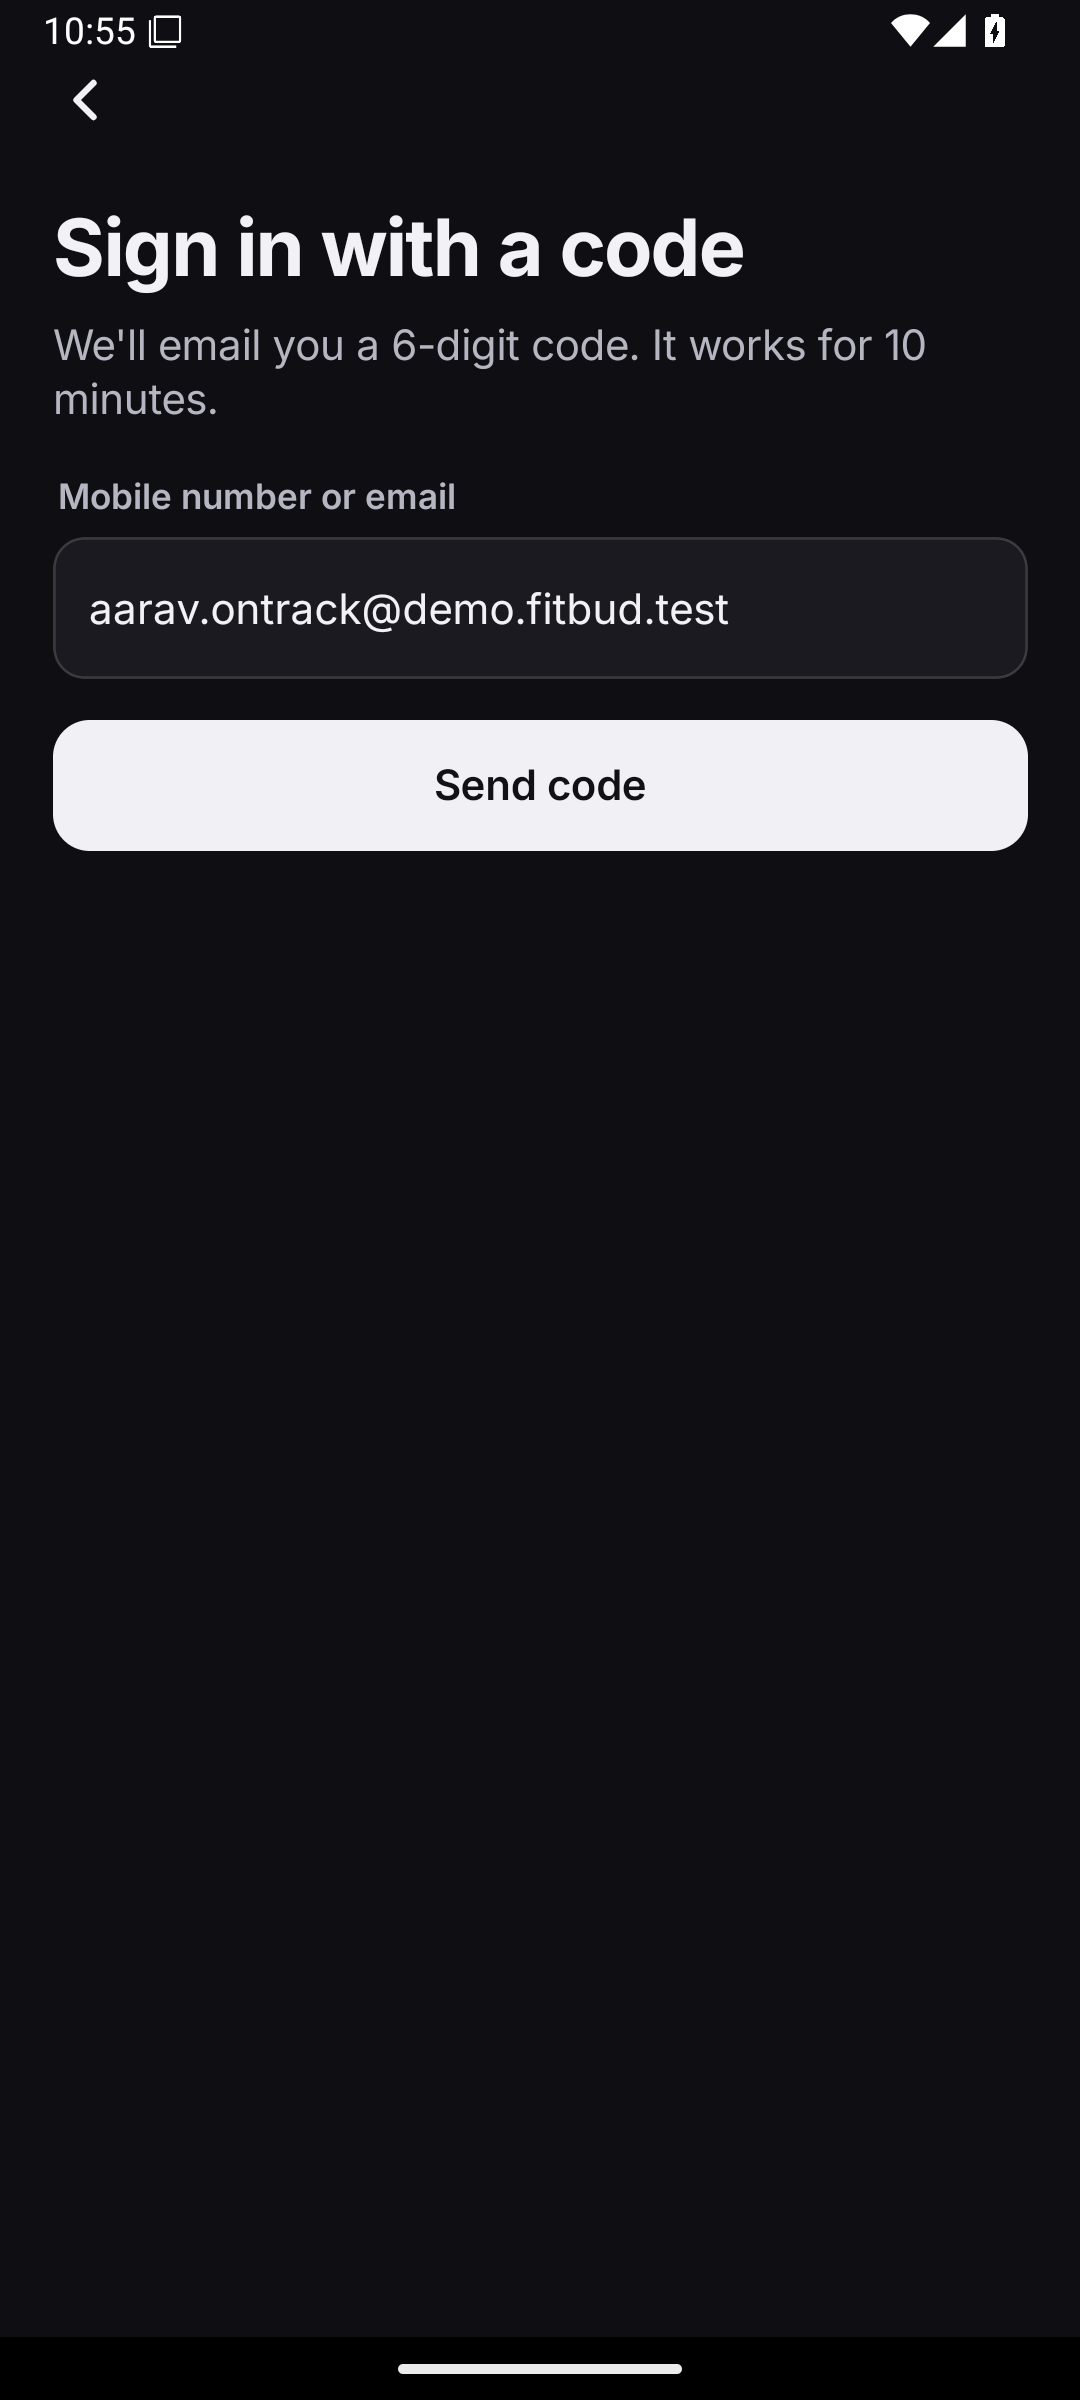 10:55
Sign in with a code
We'll email you a 6-digit code. It works for 10
minutes.
Mobile number or email
aarav.ontrack@demo.fitbud.test
Send code